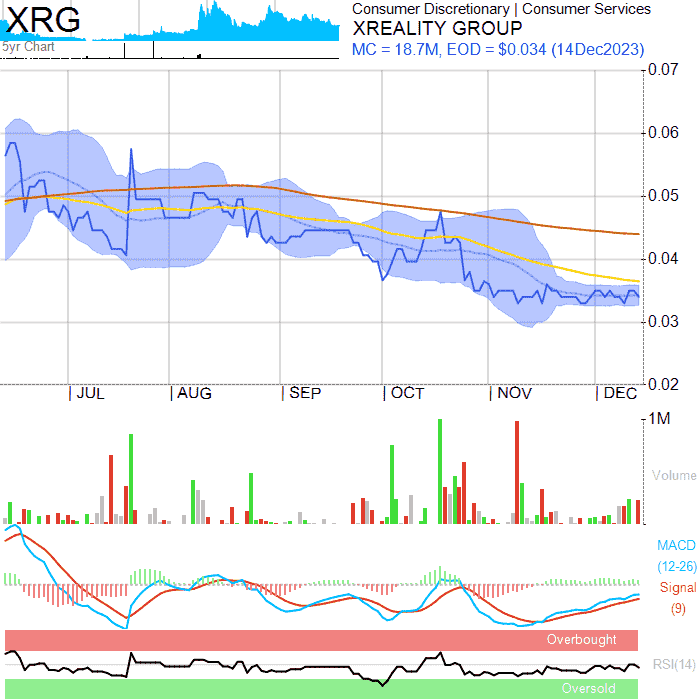 XRG
5yr Chart
Consumer Discretionary | Consumer Services
XREALITY GROUP
MC = 18.7M, EOD = $0.034 (14Dec2023)
0.07
0.06
0.05
0.04
0.03
0.02
JUL AUG SEP OCT NOV DEC
1M
Volume
MACD
(12-26)
Signal
(9)
Overbought
RSI(14)
Oversold